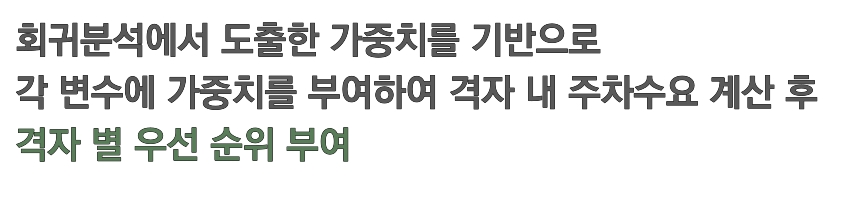 회귀분석에서 도출한 가중치를 기반으로
각 변수에 가중치를 부여하여 격자 내 주차수요 계산 후
격자 별 우선 순위 부여